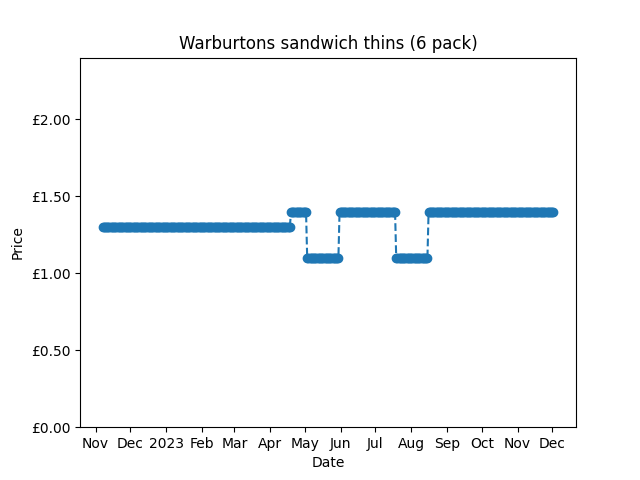 Warburtons sandwich thins (6 pack)
Price
£2.00
£1.50
£1.00
£0.50
£0.00
Nov Dec 2023 Feb Mar Apr May Jun Jul Aug Sep Oct Nov Dec
Date